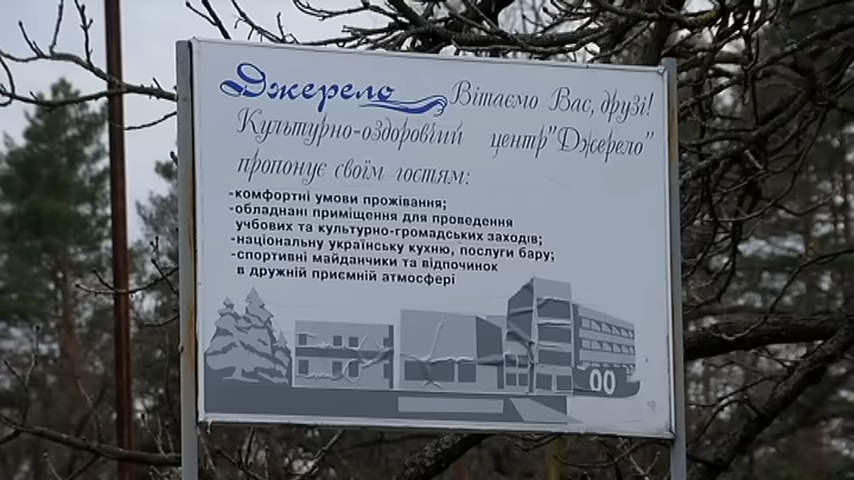 Джерело Вітаємо Вас, друзі!
Культурно-оздоровчий центр "Джерело"
пропонує своїм гостям:
-комфортні умови проживання;
-обладнані приміщення для проведення
учбових та культурно-громадських заходів;
-національну українську кухню, послуги бару;
-спортивні майданчики та відпочинок
в дружній приємній атмосфері